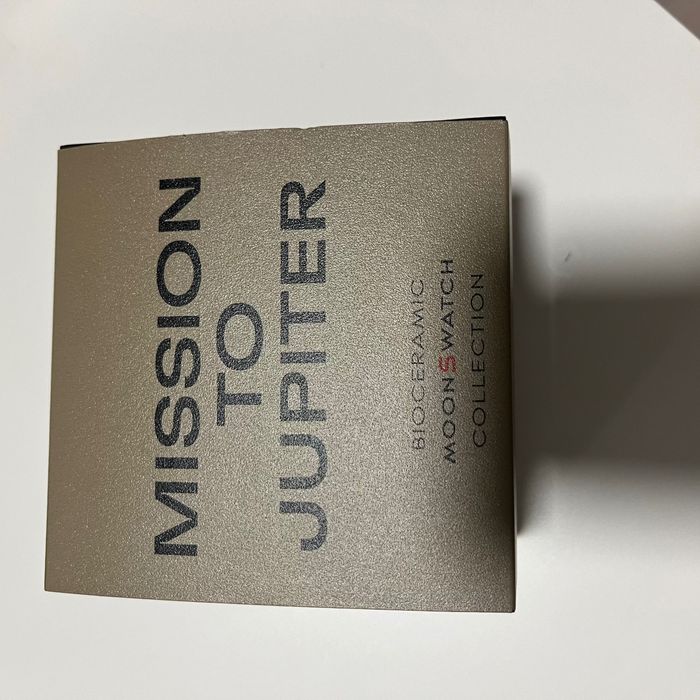 MISSION
TO
JUPITER
BIOCERAMIC
MOONSWATCH
COLLECTION